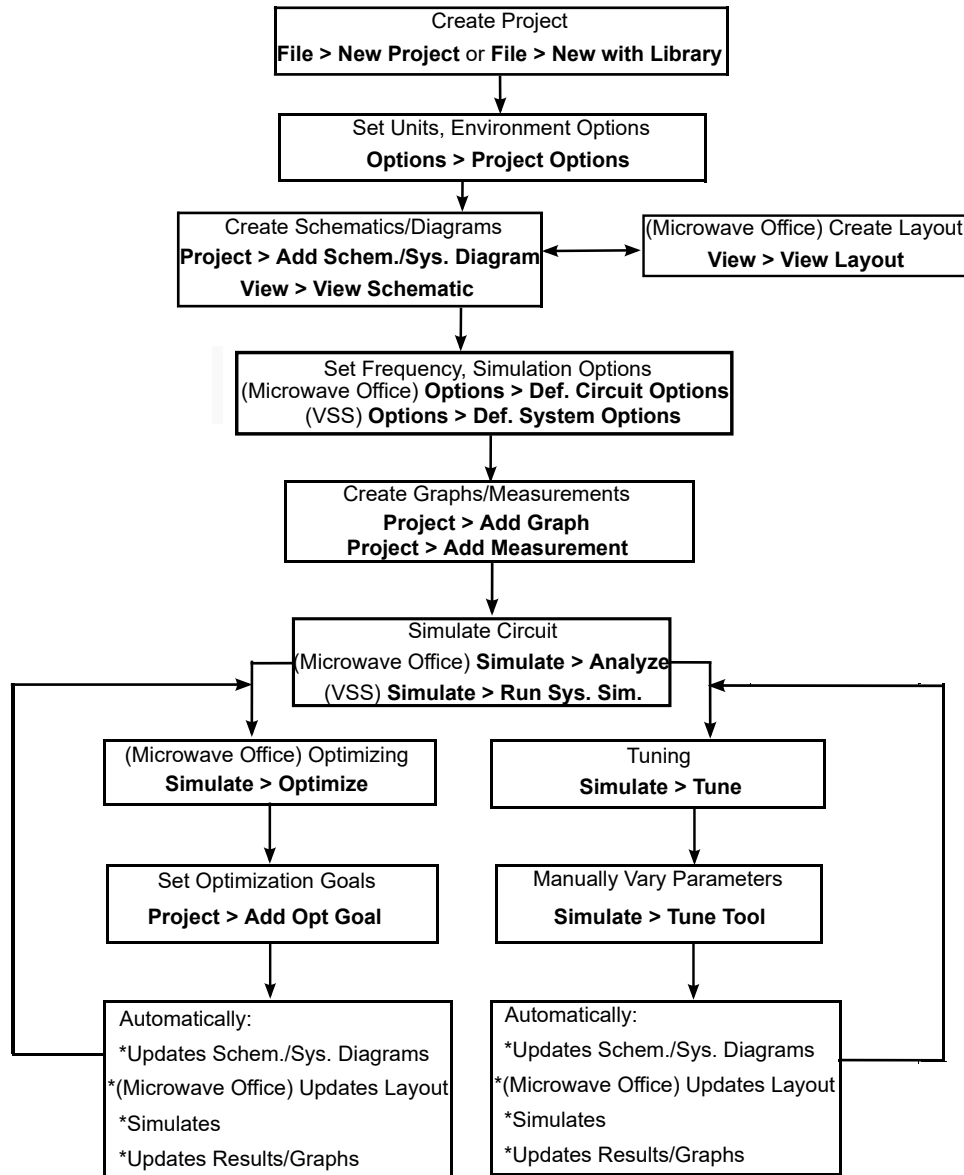 Create Project
File > New Project or File > New with Library
Set Units, Environment Options
Options > Project Options
Create Schematics/Diagrams
Project > Add Schem./Sys. Diagram
View > View Schematic
(Microwave Office) Create Layout
View > View Layout
Set Frequency, Simulation Options
(Microwave Office) Options > Def. Circuit Options
(VSS) Options > Def. System Options
Create Graphs/Measurements
Project > Add Graph
Project > Add Measurement
Simulate Circuit
(Microwave Office) Simulate > Analyze
(VSS) Simulate > Run Sys. Sim.
(Microwave Office) Optimizing
Simulate > Optimize
Set Optimization Goals
Project > Add Opt Goal
Automatically:
*Updates Schem./Sys. Diagrams
*(Microwave Office) Updates Layout
*Simulates
*Updates Results/Graphs
Tuning
Simulate > Tune
Manually Vary Parameters
Simulate > Tune Tool
Automatically:
*Updates Schem./Sys. Diagrams
*(Microwave Office) Updates Layout
*Simulates
*Updates Results/Graphs